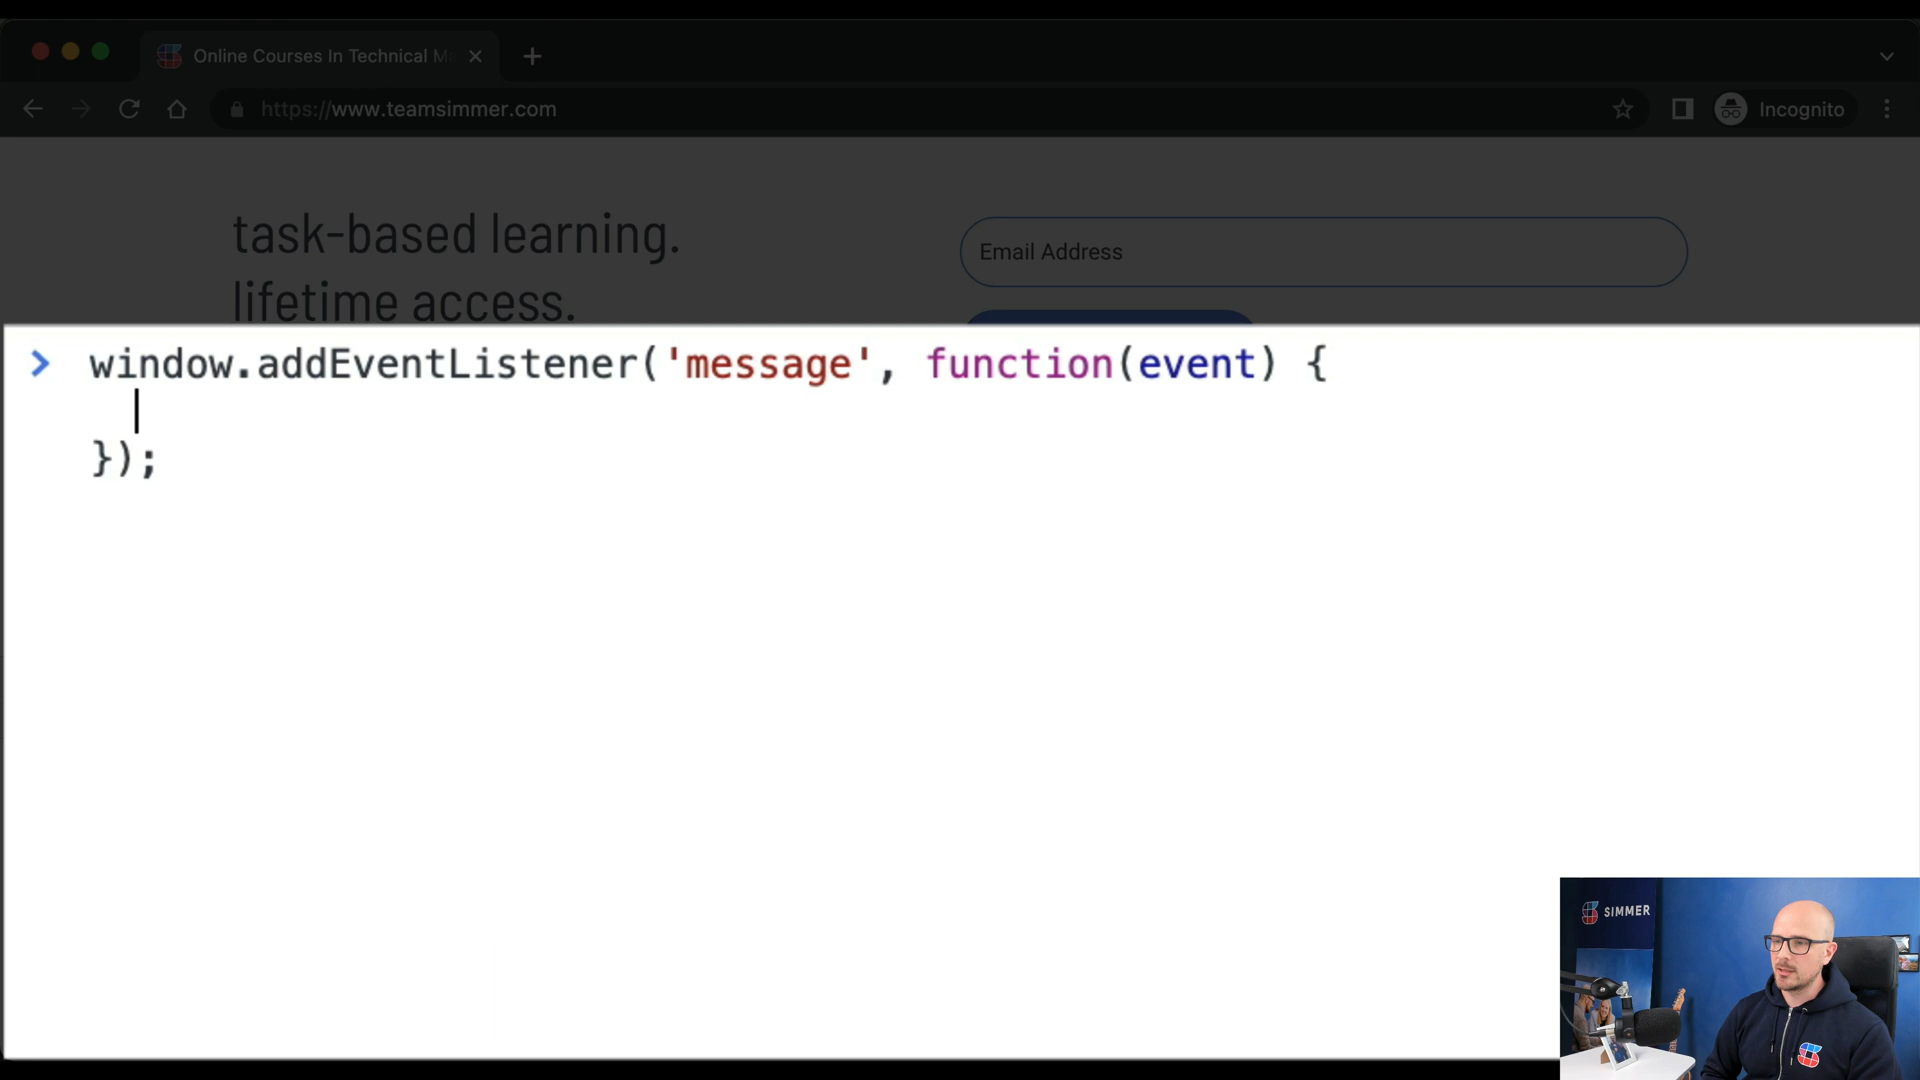 Online Courses In Technical Ma
https://www.teamsimmer.com
Incognito
task-based learning.
lifetime access.
Email Address
> window.addEventListener('message', function(event) {
});
SIMMER